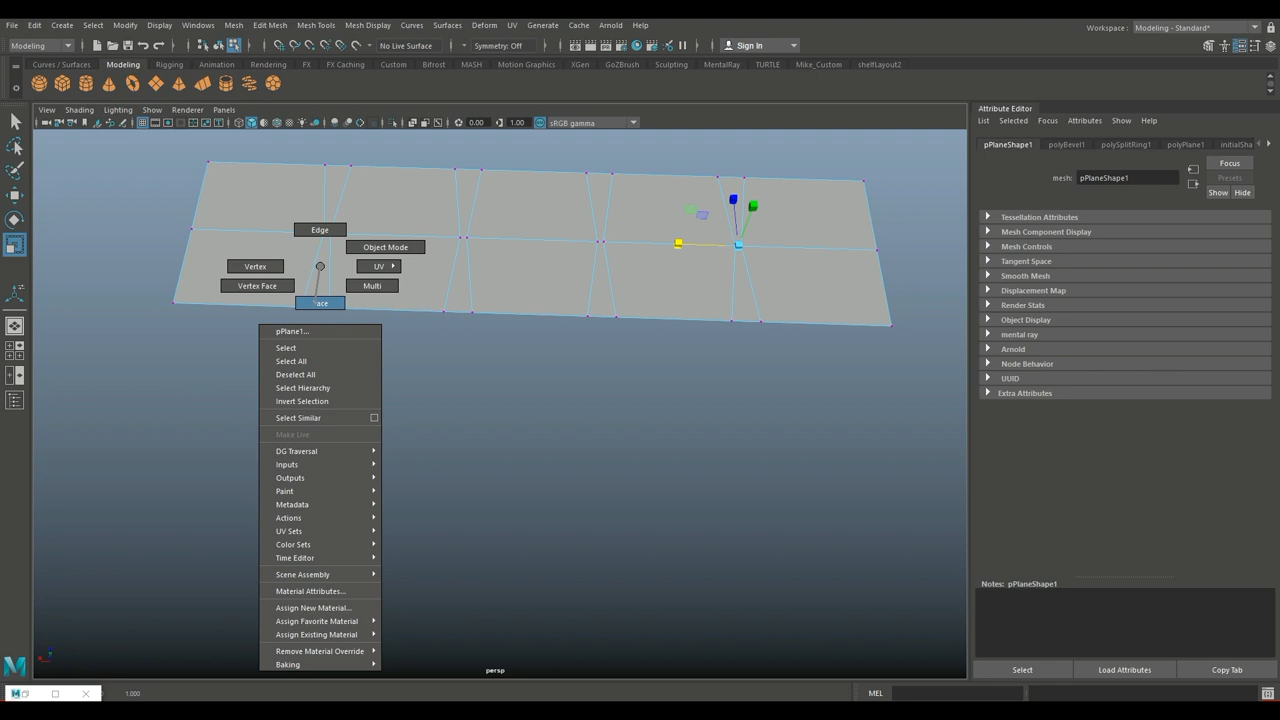 File Edit Create Select Modify Display Windows Mesh Edit Mesh Mesh Tools Mesh Display Curves Surfaces Deform UV Generate Cache Arnold Help
Workspace : Modeling - Standard*
Modeling No Live Surface Symmetry: Off Sign In
Curves / Surfaces Modeling Rigging Animation Rendering FX FX Caching Custom Bifrost MASH Motion Graphics XGen GoZBrush Sculpting MentalRay TURTLE Mike_Custom shelfLayout2
View Shading Lighting Show Renderer Panels
0.00 1.00 sRGB gamma
Edge
Object Mode
Vertex UV
Vertex Face Multi
pPlane1...
Select
Select All
Deselect All
Select Hierarchy
Invert Selection
Select Similar
Make Live
DG Traversal
Inputs
Outputs
Paint
Metadata
Actions
UV Sets
Color Sets
Time Editor
Scene Assembly
Material Attributes...
Assign New Material...
Assign Favorite Material
Assign Existing Material
Remove Material Override
Baking
persp
Attribute Editor
List Selected Focus Attributes Show Help
pPlaneShape1 polyBevel1 polySplitRing1 polyPlane1 initialSha
mesh: pPlaneShape1
Focus
Presets
Show Hide
Tessellation Attributes
Mesh Component Display
Mesh Controls
Tangent Space
Smooth Mesh
Displacement Map
Render Stats
Object Display
mental ray
Arnold
Node Behavior
UUID
Extra Attributes
Notes: pPlaneShape1
Select Load Attributes Copy Tab
1.000
MEL